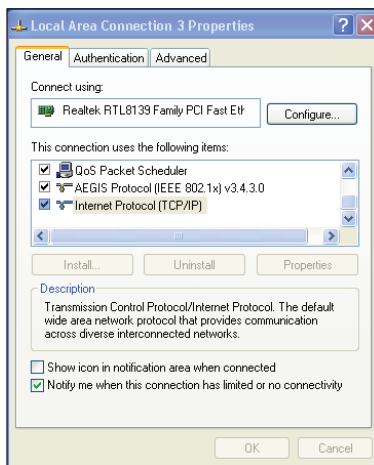 Local Area Connection 3 Properties
General Authentication Advanced
Connect using:
Realtek RTL8139 Family PCI Fast Eth
Configure...
This connection uses the following items:
QoS Packet Scheduler
AEGIS Protocol (IEEE 802.1x) v3.4.3.0
Internet Protocol (TCP/IP)
Install... Uninstall Properties
Description
Transmission Control Protocol/Internet Protocol. The default
wide area network protocol that provides communication
across diverse interconnected networks.
Show icon in notification area when connected
Notify me when this connection has limited or no connectivity
OK Cancel